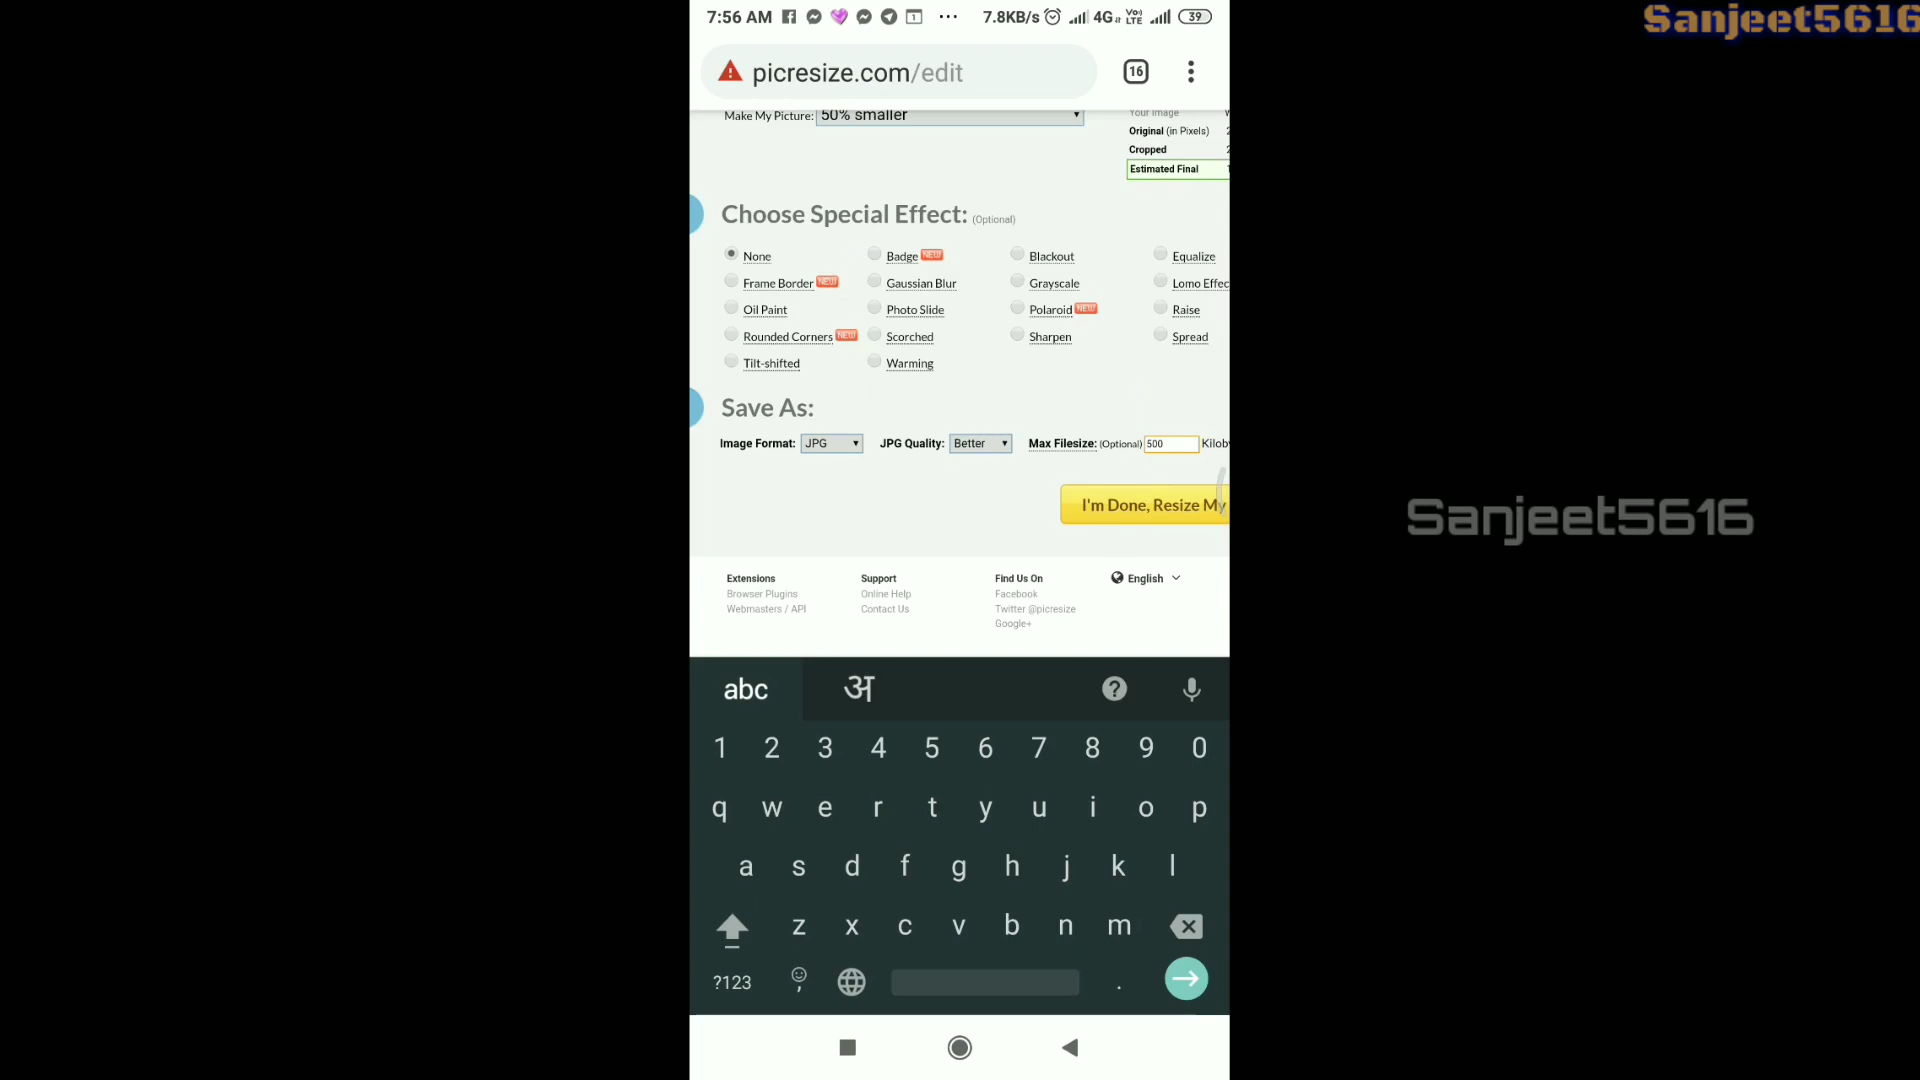 Sanjeet5616
7:56 AM 7.8KB/s 4G Vo)) LTE 39
picresize.com/edit 16
Make My Picture: 50% smaller
Your Image
Original (in Pixels)
Cropped
Estimated Final
Choose Special Effect: (Optional)
None Badge NEW Blackout Equalize
Frame Border NEW Gaussian Blur Grayscale Lomo Effec
Oil Paint Photo Slide Polaroid NEW Raise
Rounded Corners NEW Scorched Sharpen Spread
Tilt-shifted Warming
Save As:
Image Format: JPG JPG Quality: Better Max Filesize: (Optional) 500 Kiloby
I'm Done, Resize My
Sanjeet5616
Extensions Support Find Us On English
Browser Plugins Online Help Facebook
Webmasters / API Contact Us Twitter @picresize
Google+
abc अ ?
1 2 3 4 5 6 7 8 9 0
q w e r t y u i o p
a s d f g h j k l
z x c v b n m
?123 , .